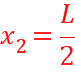 x₂ = L/2